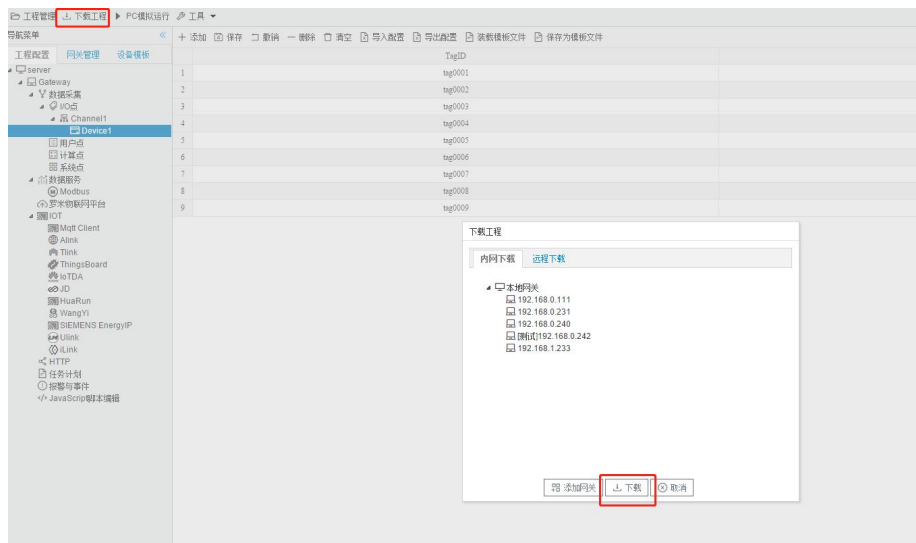 工程管理 下载工程 PC模拟运行 工具
导航菜单
添加 保存 撤销 删除 清空 导入配置 导出配置 装载模板文件 保存为模板文件
工程配置 网关管理 设备模板
TagID
server
Gateway
数据采集
I/O点
Channel1
Device1
用户点
计算点
系统点
数据服务
Modbus
罗米物联网平台
IOT
Mqtt Client
Alink
Tlink
ThingsBoard
IoTDA
JD
HuaRun
WangYi
SIEMENS EnergyIP
Ulink
iLink
HTTP
任务计划
报警与事件
JavaScript脚本编辑
1 tag0001
2 tag0002
3 tag0003
4 tag0004
5 tag0005
6 tag0006
7 tag0007
8 tag0008
9 tag0009
下载工程
内网下载 远程下载
本地网关
192.168.0.111
192.168.0.231
192.168.0.240
[测试]192.168.0.242
192.168.1.233
添加网关 下载 取消